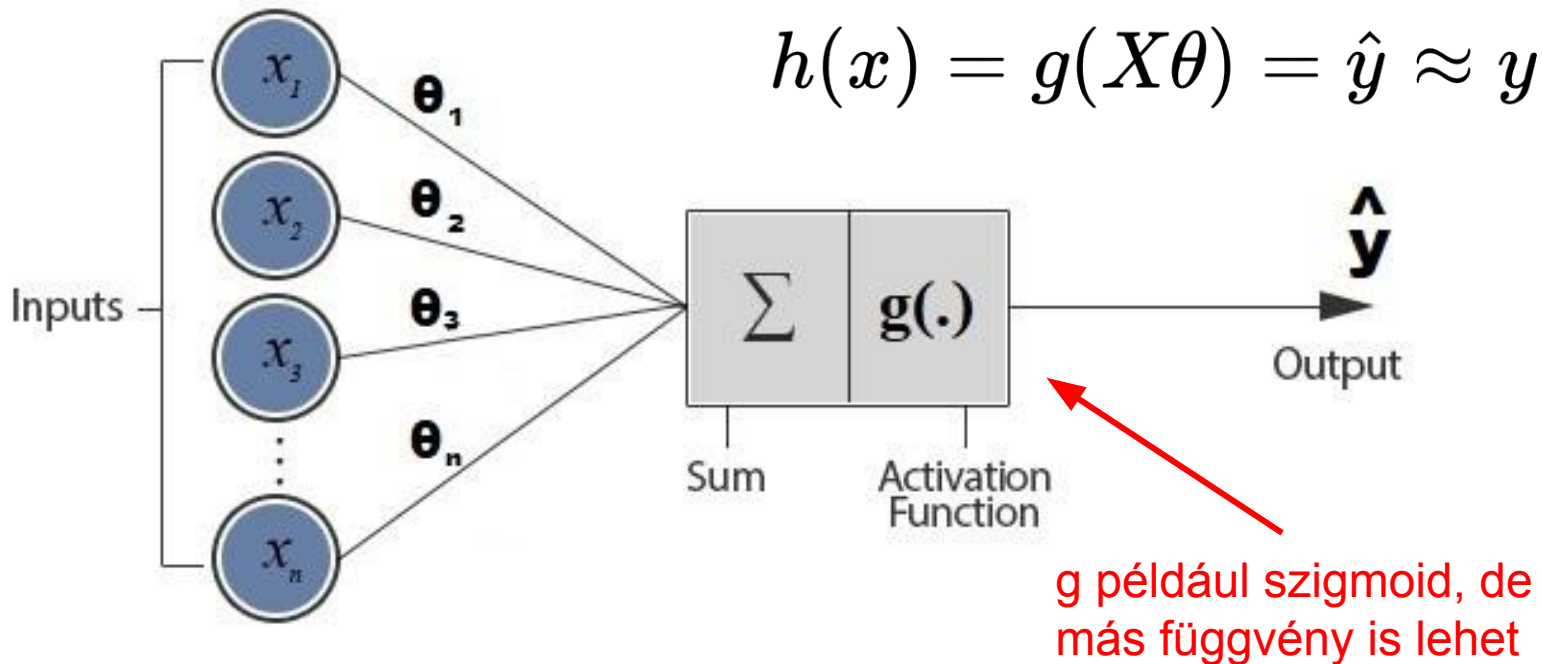 h(x) = g(Xθ) = ŷ ≈ y
Inputs
x₁
x₂
x₃
xₙ
θ₁
θ₂
θ₃
θₙ
∑
g(.)
Sum
Activation
Function
ŷ
Output
g például szigmoid, de
más függvény is lehet